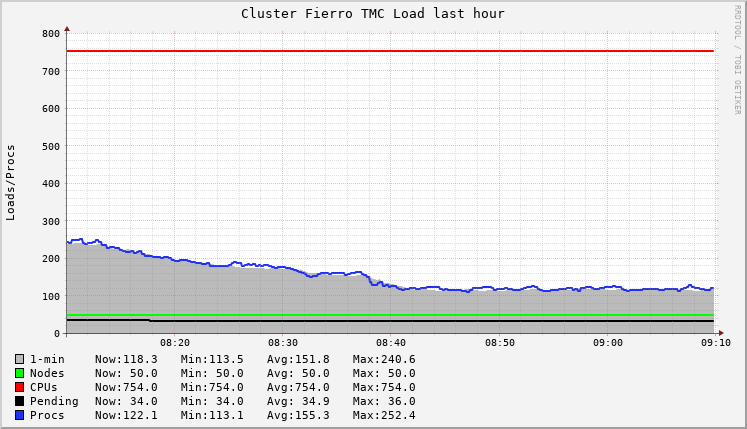 Cluster Fierro TMC Load last hour
RRDTOOL / TOBI OETIKER
Loads/Procs
800
700
600
500
400
300
200
100
0
08:20 08:30 08:40 08:50 09:00 09:10
1-min Now:118.3 Min:113.5 Avg:151.8 Max:240.6
Nodes Now: 50.0 Min: 50.0 Avg: 50.0 Max: 50.0
CPUs Now:754.0 Min:754.0 Avg:754.0 Max:754.0
Pending Now: 34.0 Min: 34.0 Avg: 34.9 Max: 36.0
Procs Now:122.1 Min:113.1 Avg:155.3 Max:252.4